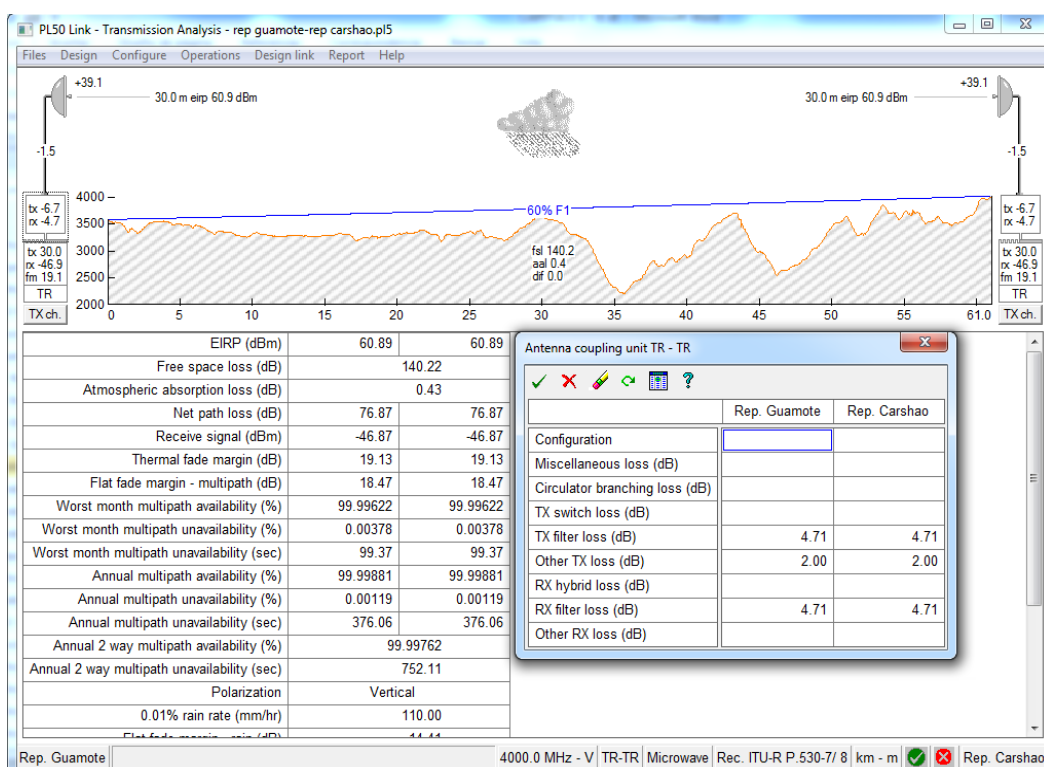 PL50 Link - Transmission Analysis - rep guamote-rep carshao.pl5
Files Design Configure Operations Design link Report Help
+39.1 30.0 m eirp 60.9 dBm 30.0 m eirp 60.9 dBm +39.1
-1.5 -1.5
tx -6.7
rx -4.7
tx 30.0
rx -46.9
fm 19.1
TR
TX ch.
4000
3500
3000
2500
2000
60% F1
fsl 140.2
aal 0.4
dif 0.0
0 5 10 15 20 25 30 35 40 45 50 55 61.0
tx -6.7
rx -4.7
tx 30.0
rx -46.9
fm 19.1
TR
TX ch.
EIRP (dBm) 60.89 60.89
Free space loss (dB) 140.22
Atmospheric absorption loss (dB) 0.43
Net path loss (dB) 76.87 76.87
Receive signal (dBm) -46.87 -46.87
Thermal fade margin (dB) 19.13 19.13
Flat fade margin - multipath (dB) 18.47 18.47
Worst month multipath availability (%) 99.99622 99.99622
Worst month multipath unavailability (%) 0.00378 0.00378
Worst month multipath unavailability (sec) 99.37 99.37
Annual multipath availability (%) 99.99881 99.99881
Annual multipath unavailability (%) 0.00119 0.00119
Annual multipath unavailability (sec) 376.06 376.06
Annual 2 way multipath availability (%) 99.99762
Annual 2 way multipath unavailability (sec) 752.11
Polarization Vertical
0.01% rain rate (mm/hr) 110.00
Flat fade margin - rain (dB) 14.41
Antenna coupling unit TR - TR
Rep. Guamote Rep. Carshao
Configuration
Miscellaneous loss (dB)
Circulator branching loss (dB)
TX switch loss (dB)
TX filter loss (dB) 4.71 4.71
Other TX loss (dB) 2.00 2.00
RX hybrid loss (dB)
RX filter loss (dB) 4.71 4.71
Other RX loss (dB)
Rep. Guamote 4000.0 MHz - V TR-TR Microwave Rec. ITU-R P.530-7/ 8 km - m Rep. Carshao